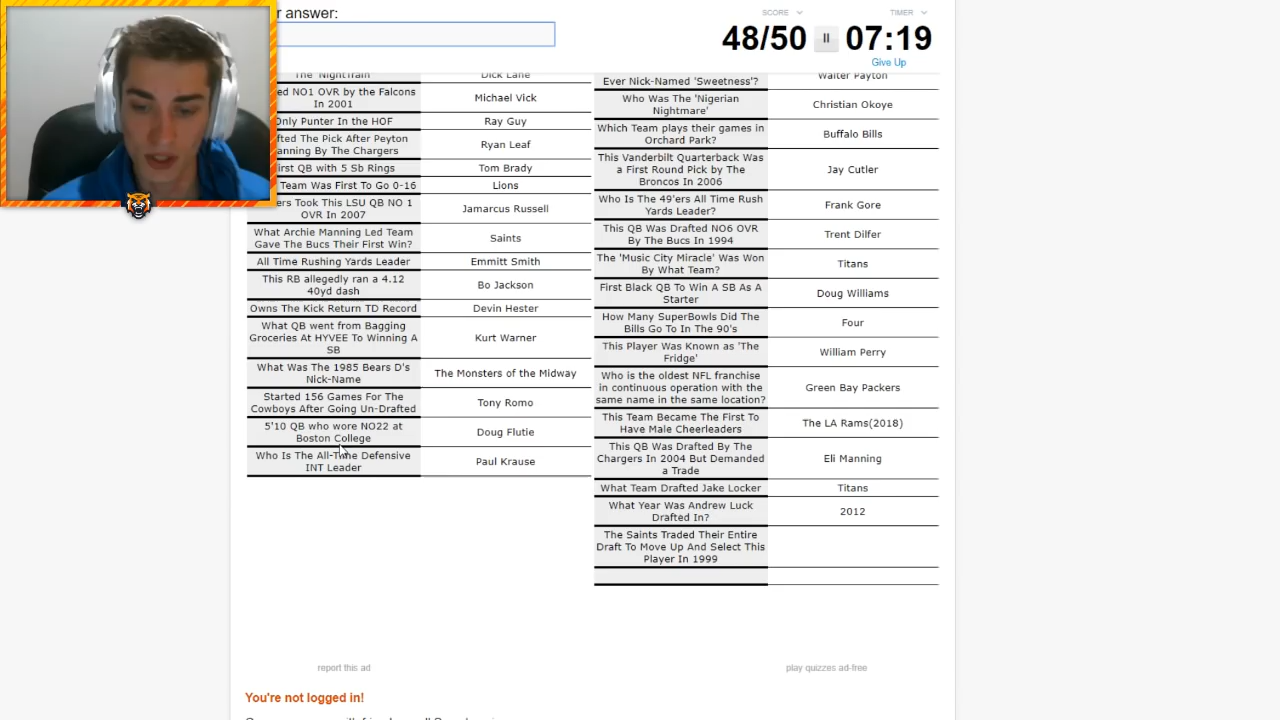 r answer:
SCORE
TIMER
48/50
07:19
Give Up
The 'NightTrain'
Dick Lane
ed NO1 OVR by the Falcons
In 2001
Michael Vick
Only Punter In the HOF
Ray Guy
fted The Pick After Peyton
anning By The Chargers
Ryan Leaf
irst QB with 5 Sb Rings
Tom Brady
Team Was First To Go 0-16
Lions
ers Took This LSU QB NO 1
OVR In 2007
Jamarcus Russell
What Archie Manning Led Team
Gave The Bucs Their First Win?
Saints
All Time Rushing Yards Leader
Emmitt Smith
This RB allegedly ran a 4.12
40yd dash
Bo Jackson
Owns The Kick Return TD Record
Devin Hester
What QB went from Bagging
Groceries At HYVEE To Winning A
SB
Kurt Warner
What Was The 1985 Bears D's
Nick-Name
The Monsters of the Midway
Started 156 Games For The
Cowboys After Going Un-Drafted
Tony Romo
5'10 QB who wore NO22 at
Boston College
Doug Flutie
Who Is The All-Time Defensive
INT Leader
Paul Krause
Ever Nick-Named 'Sweetness'?
Walter Payton
Who Was The 'Nigerian
Nightmare'
Christian Okoye
Which Team plays their games in
Orchard Park?
Buffalo Bills
This Vanderbilt Quarterback Was
a First Round Pick by The
Broncos In 2006
Jay Cutler
Who Is The 49'ers All Time Rush
Yards Leader?
Frank Gore
This QB Was Drafted NO6 OVR
By The Bucs In 1994
Trent Dilfer
The 'Music City Miracle' Was Won
By What Team?
Titans
First Black QB To Win A SB As A
Starter
Doug Williams
How Many SuperBowls Did The
Bills Go To In The 90's
Four
This Player Was Known as 'The
Fridge'
William Perry
Who is the oldest NFL franchise
in continuous operation with the
same name in the same location?
Green Bay Packers
This Team Became The First To
Have Male Cheerleaders
The LA Rams(2018)
This QB Was Drafted By The
Chargers In 2004 But Demanded
a Trade
Eli Manning
What Team Drafted Jake Locker
Titans
What Year Was Andrew Luck
Drafted In?
2012
The Saints Traded Their Entire
Draft To Move Up And Select This
Player In 1999
report this ad
play quizzes ad-free
You're not logged in!